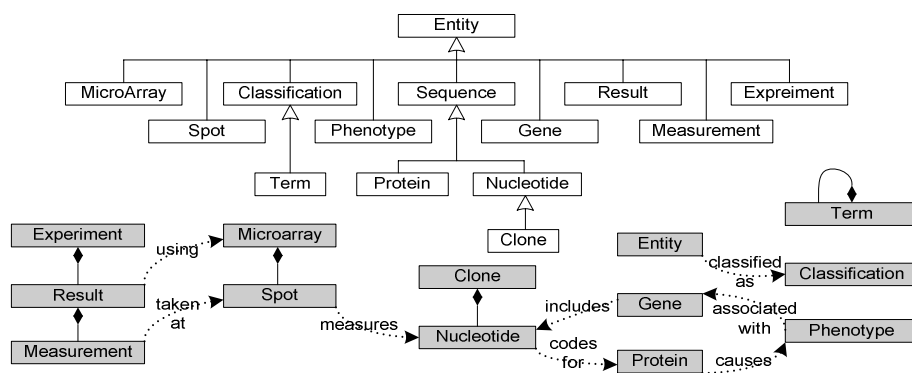 Entity
MicroArray
Classification
Sequence
Result
Expreiment
Spot
Phenotype
Gene
Measurement
Term
Protein
Nucleotide
Clone
Term
Experiment
using
Microarray
Entity
classified
as
Classification
Result
taken
at
Spot
Clone
Gene
includes
associated
with
Phenotype
measures
Nucleotide
Measurement
codes
for
Protein
causes